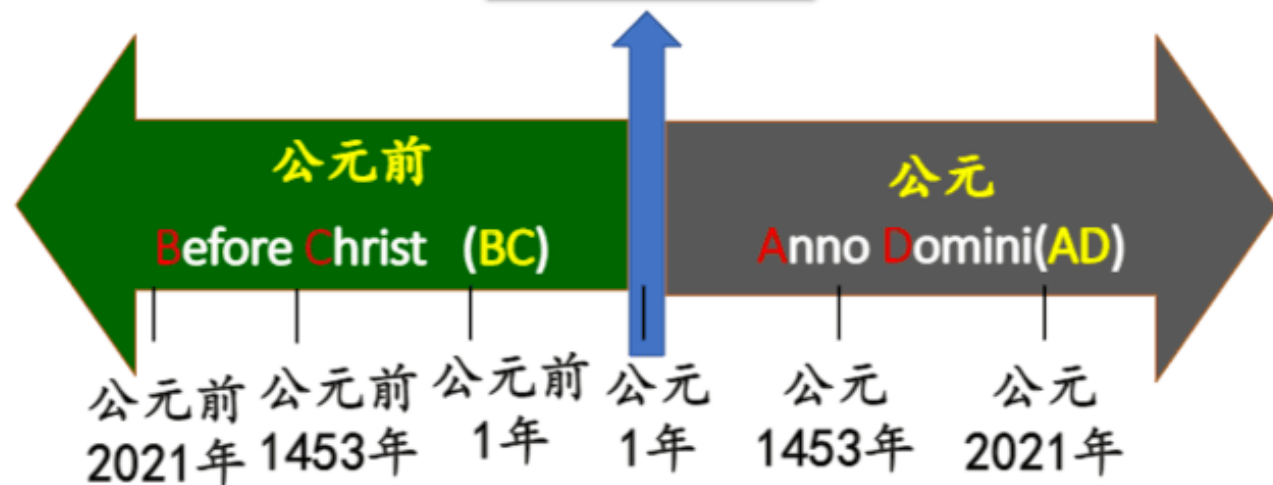 公元前
公元
Before Christ (BC)
Anno Domini(AD)
公元前
2021年
公元前
1453年
公元前
1年
公元
1年
公元
1453年
公元
2021年